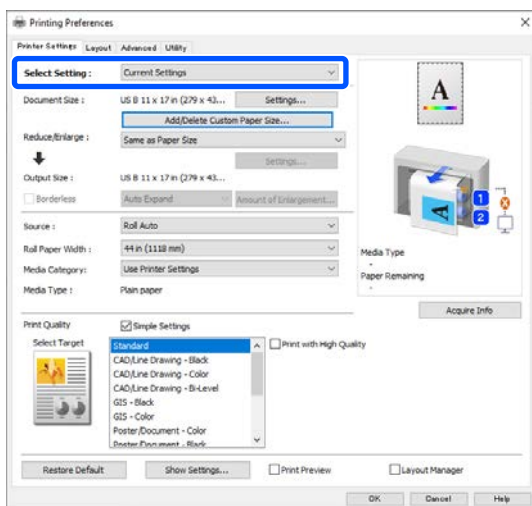 Printing Preferences
Printer Settings Layout Advanced Utility
Select Setting : Current Settings
Document Size : US B 11 x 17 in (279 x 43... Settings...
Add/Delete Custom Paper Size...
Reduce/Enlarge : Same as Paper Size
Settings...
Output Size : US B 11 x 17 in (279 x 43...
Borderless Auto Expand Amount of Enlargement...
Source : Roll Auto
Roll Paper Width : 44 in (1118 mm)
Media Category: Use Printer Settings
Media Type : Plain paper
A
A
1
2
Media Type
-
Paper Remaining
-
Acquire Info
Print Quality Simple Settings
Select Target
Standard
CAD/Line Drawing - Black
CAD/Line Drawing - Color
CAD/Line Drawing - Bi-Level
GIS - Black
GIS - Color
Poster/Document - Color
Poster/Document - Black
Print with High Quality
Restore Default Show Settings... Print Preview Layout Manager
OK Cancel Help